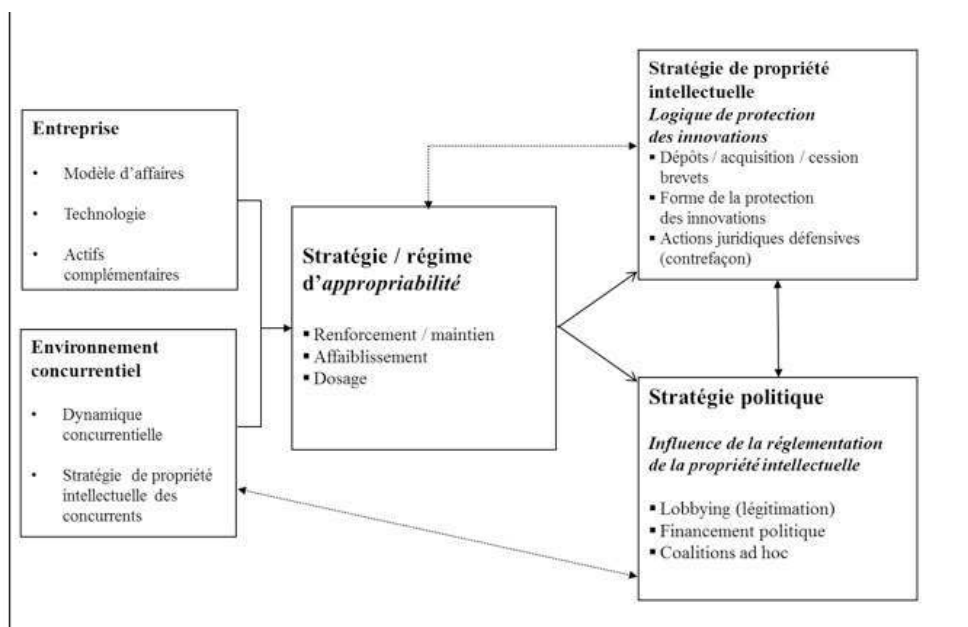 Entreprise
• Modèle d'affaires
• Technologie
• Actifs
complémentaires
Environnement
concurrentiel
• Dynamique
concurrentielle
• Stratégie de propriété
intellectuelle des
concurrents
Stratégie / régime
d'appropriabilité
▪ Renforcement / maintien
▪ Affaiblissement
▪ Dosage
Stratégie de propriété
intellectuelle
Logique de protection
des innovations
▪ Dépôts / acquisition / cession
brevets
▪ Forme de la protection
des innovations
▪ Actions juridiques défensives
(contrefaçon)
Stratégie politique
Influence de la réglementation
de la propriété intellectuelle
▪ Lobbying (légitimation)
▪ Financement politique
▪ Coalitions ad hoc